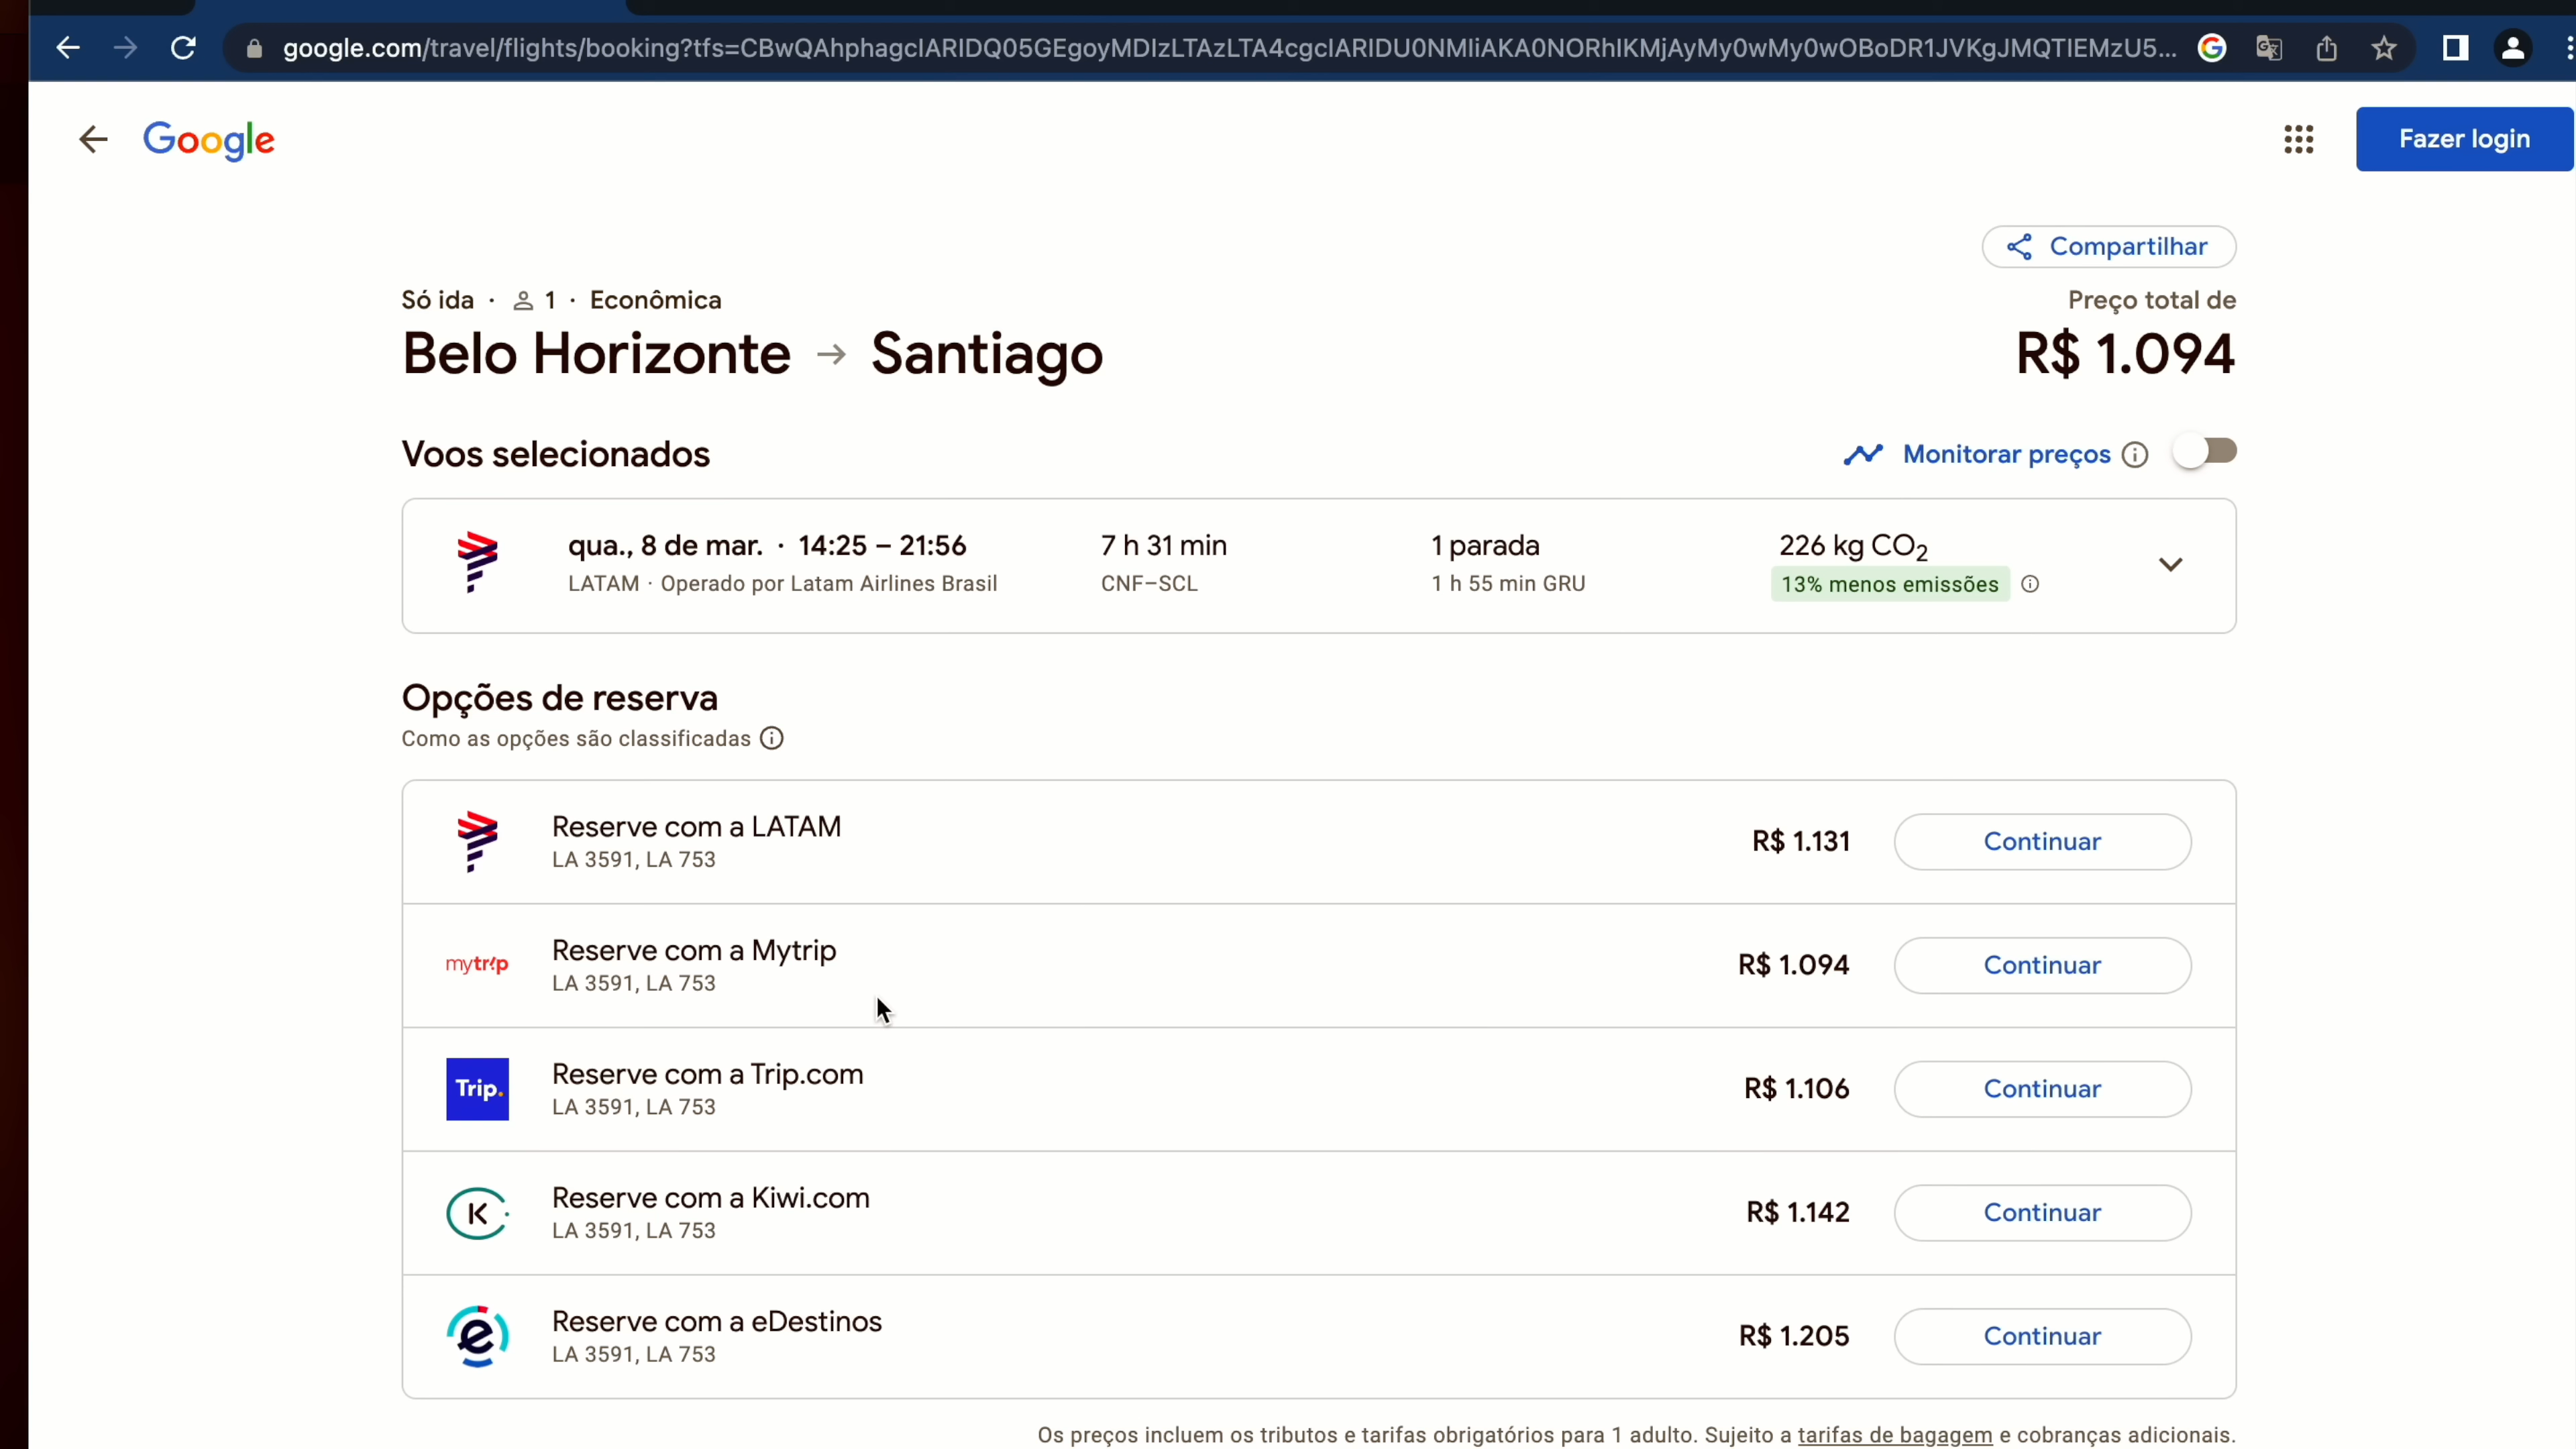 google.com/travel/flights/booking?tfs=CBwQAhphagcIARIDQ05GEgoyMDIzLTAzLTA4cgcIARIDU0NMIiAKA0NORhIKMjAyMy0wMy0wOBoDR1JVKgJMQTIEMzU5...
Google
Fazer login
Compartilhar
Só ida · 1 · Econômica
Preço total de
Belo Horizonte → Santiago
R$ 1.094
Voos selecionados
Monitorar preços
qua., 8 de mar. · 14:25 – 21:56
7 h 31 min
1 parada
226 kg CO₂
LATAM · Operado por Latam Airlines Brasil
CNF–SCL
1 h 55 min GRU
13% menos emissões
Opções de reserva
Como as opções são classificadas
Reserve com a LATAM
LA 3591, LA 753
R$ 1.131
Continuar
mytrip
Reserve com a Mytrip
LA 3591, LA 753
R$ 1.094
Continuar
Trip.
Reserve com a Trip.com
LA 3591, LA 753
R$ 1.106
Continuar
K
Reserve com a Kiwi.com
LA 3591, LA 753
R$ 1.142
Continuar
e
Reserve com a eDestinos
LA 3591, LA 753
R$ 1.205
Continuar
Os preços incluem os tributos e tarifas obrigatórios para 1 adulto. Sujeito a tarifas de bagagem e cobranças adicionais.